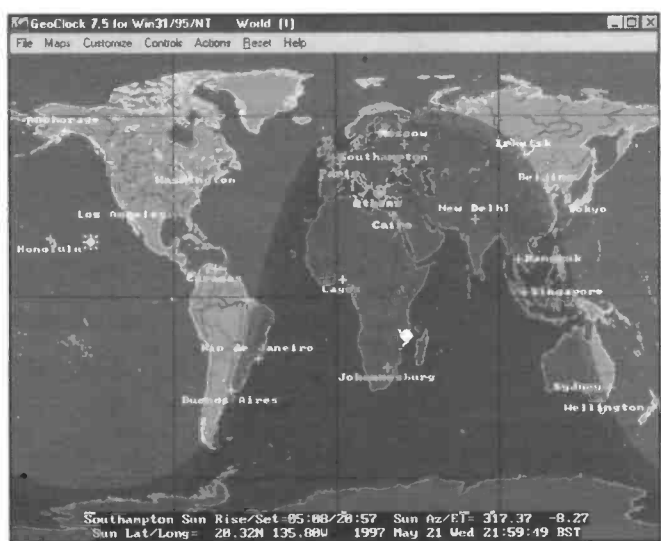 GeoClock 7.5 for Win31/95/NT World (1)
File Maps Customize Controls Actions Reset Help
Anchorage
Moscow
Irkutsk
Southampton
Paris
Washington
Beijing
Los Angeles
Athens
New Delhi
Tokyo
Cairo
Honolulu
Bangkok
Caracas
Lagos
Singapore
Rio de Janeiro
Johannesburg
Sydney
Buenos Aires
Wellington
Southampton Sun Rise/Set=05:08/20:57 Sun Az/El= 317.37 -8.27
Sun Lat/Long= 20.32N 135.80W 1997 May 21 Wed 21:59:49 BST